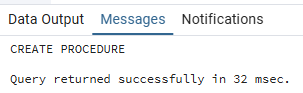 Data Output Messages Notifications
CREATE PROCEDURE
Query returned successfully in 32 msec.